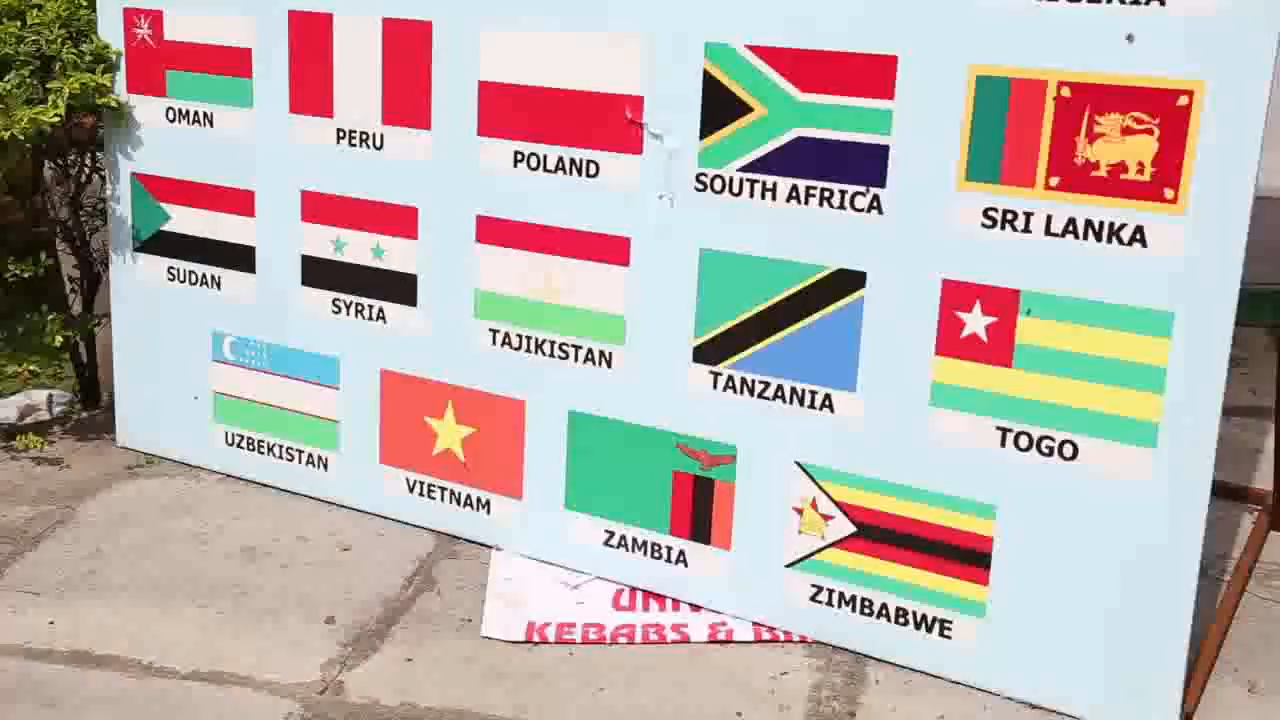 OMAN
PERU
POLAND
SOUTH AFRICA
SRI LANKA
SUDAN
SYRIA
TAJIKISTAN
TANZANIA
TOGO
UZBEKISTAN
VIETNAM
ZAMBIA
ZIMBABWE
KEBABS &